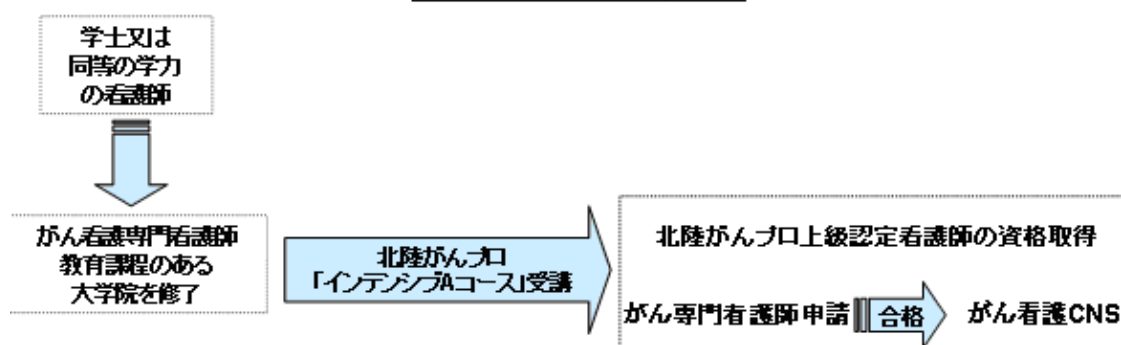 学士又は
同等の学力
の看護師
がん看護専門看護師
教育課程のある
大学院を修了
北陸がんプロ
「インテンシブAコース」受講
北陸がんプロ上級認定看護師の資格取得
がん専門看護師申請
合格
がん看護CNS